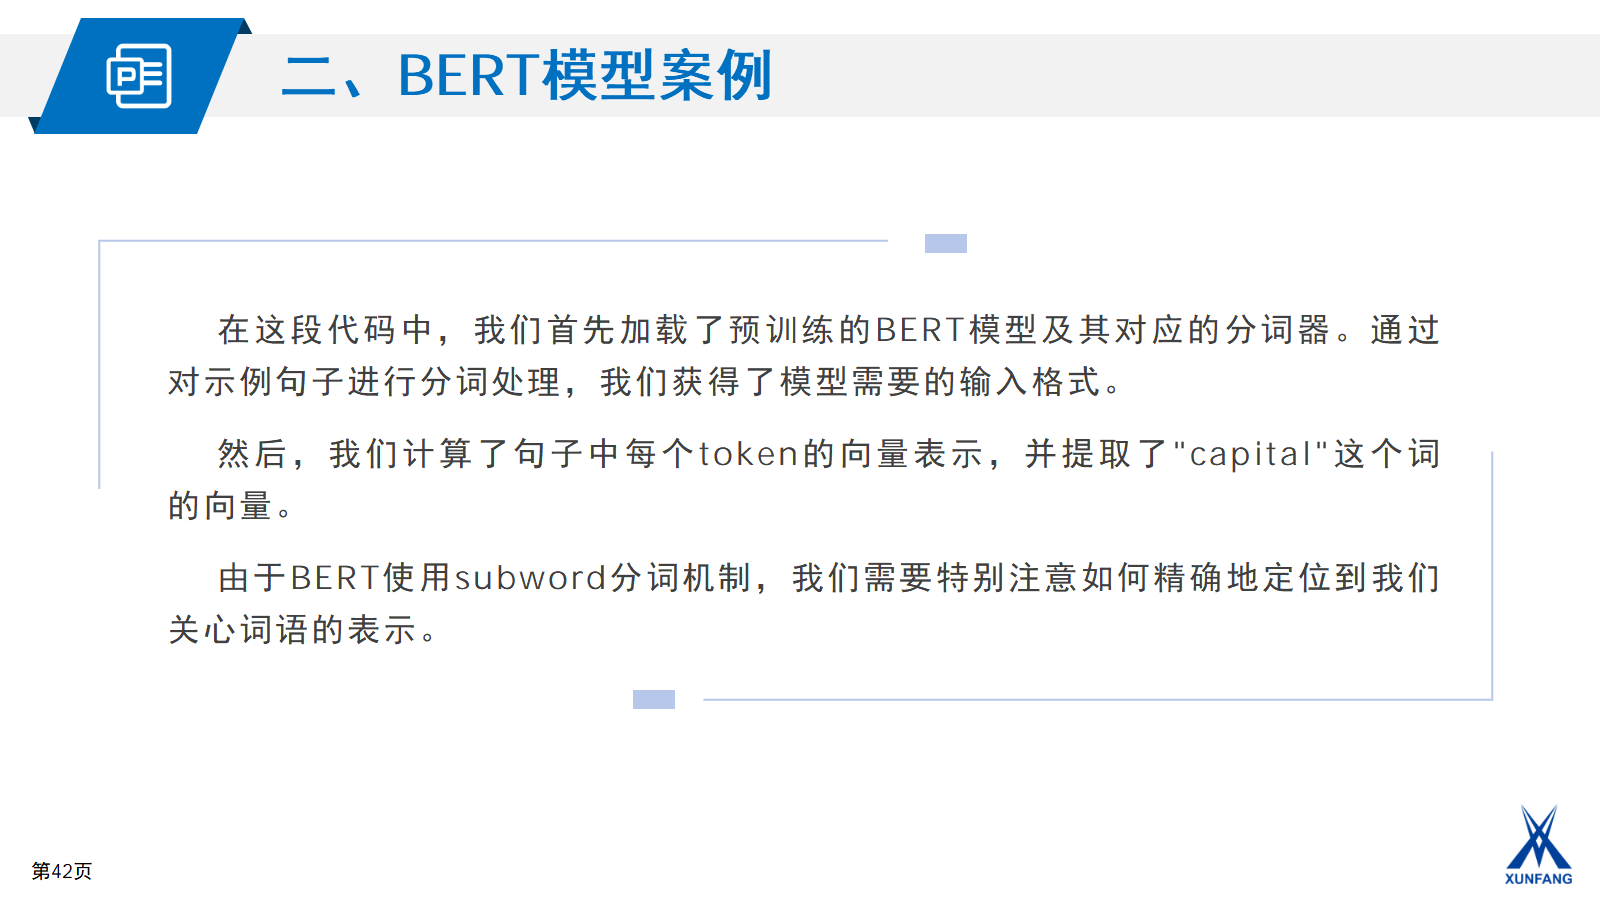 二、BERT模型案例
在这段代码中，我们首先加载了预训练的BERT模型及其对应的分词器。通过
对示例句子进行分词处理，我们获得了模型需要的输入格式。
然后，我们计算了句子中每个token的向量表示，并提取了"capital"这个词
的向量。
由于BERT使用subword分词机制，我们需要特别注意如何精确地定位到我们
关心词语的表示。
第42页
XUNFANG